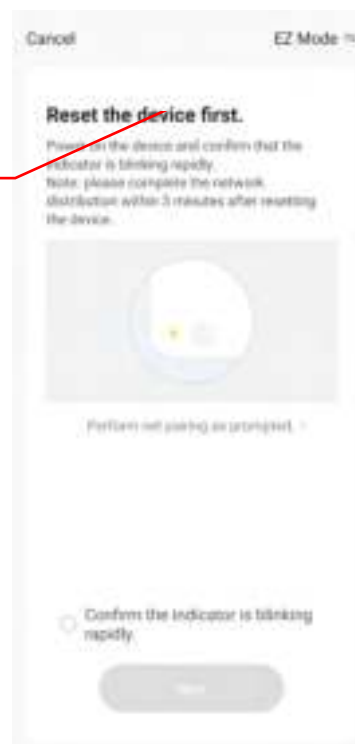 Cancel
EZ Mode
Reset the device first.
Power on the device and confirm that the
indicator is blinking rapidly.
Note: please complete the network
distribution within 3 minutes after resetting
the device.
Perform net pairing as prompted. >
Confirm the indicator is blinking
rapidly.